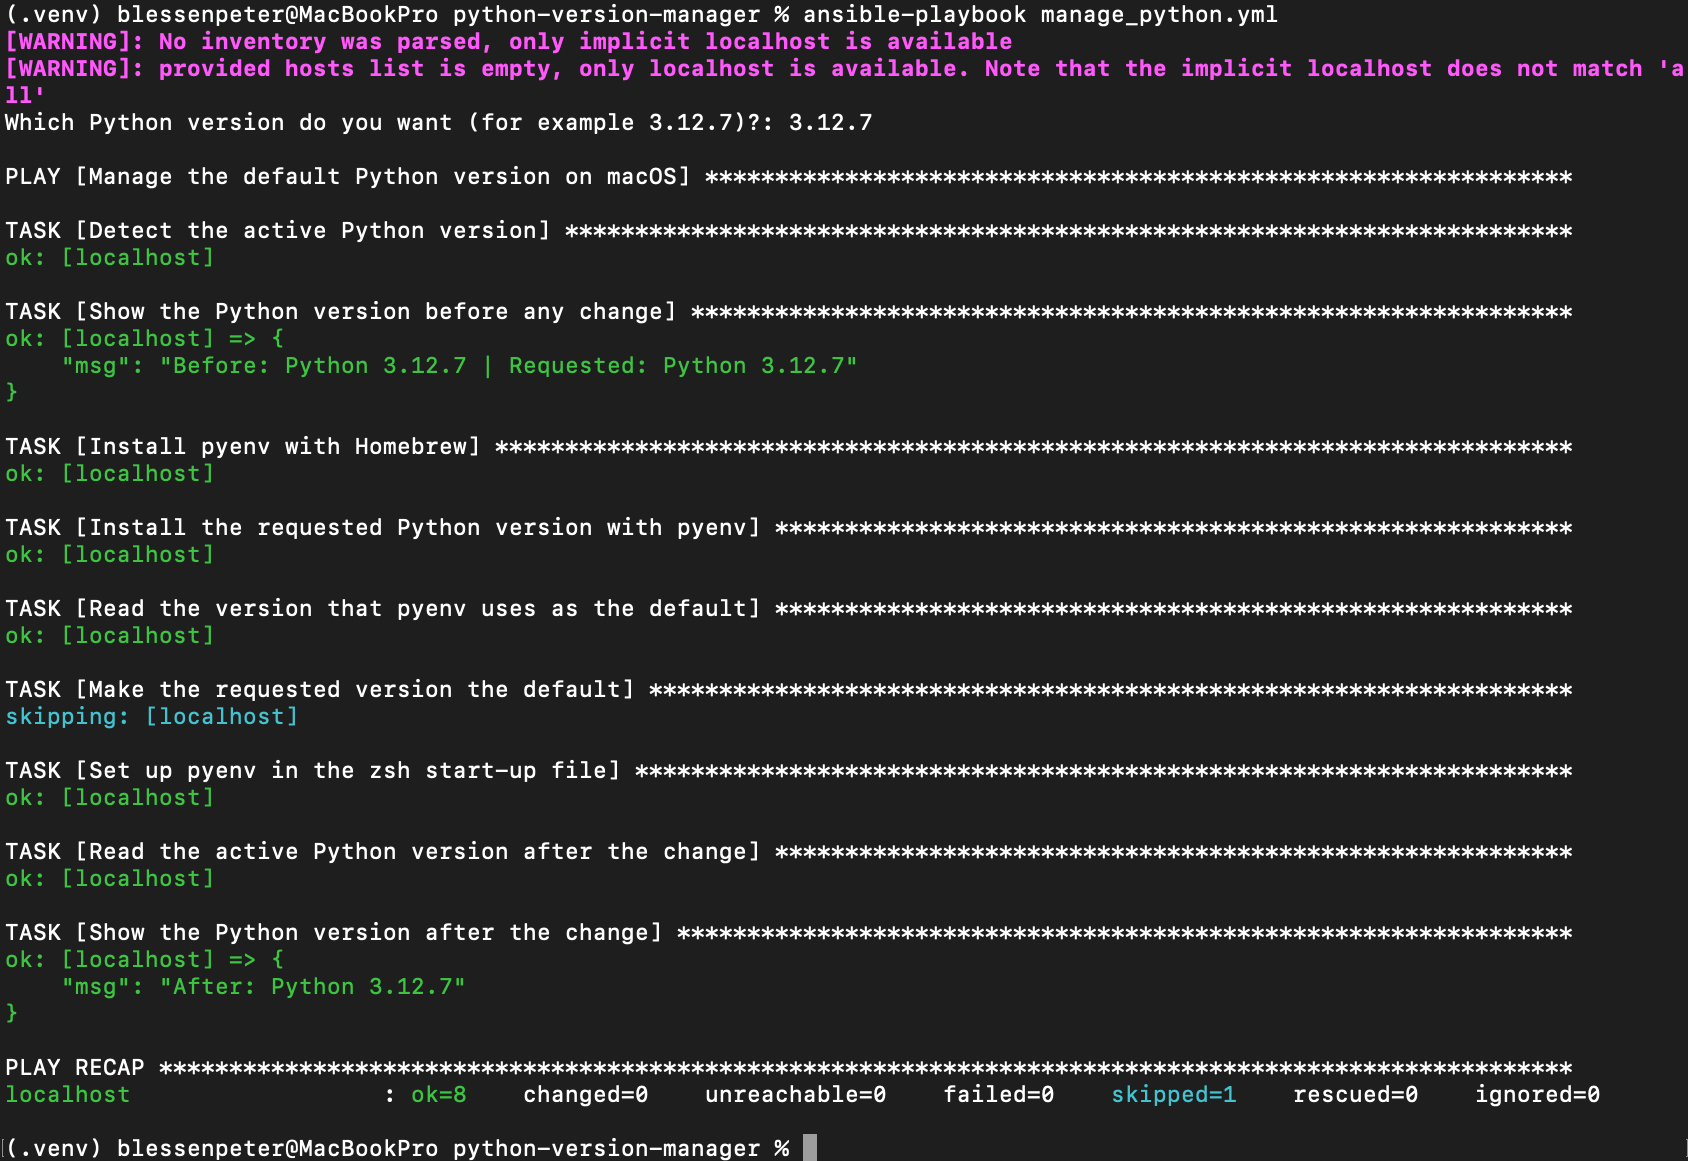 (.venv) blessenpeter@MacBookPro python-version-manager % ansible-playbook manage_python.yml
[WARNING]: No inventory was parsed, only implicit localhost is available
[WARNING]: provided hosts list is empty, only localhost is available. Note that the implicit localhost does not match 'a
ll'
Which Python version do you want (for example 3.12.7)?: 3.12.7

PLAY [Manage the default Python version on macOS] **************************************************************

TASK [Detect the active Python version] ************************************************************************
ok: [localhost]

TASK [Show the Python version before any change] ***************************************************************
ok: [localhost] => {
    "msg": "Before: Python 3.12.7 | Requested: Python 3.12.7"
}

TASK [Install pyenv with Homebrew] *****************************************************************************
ok: [localhost]

TASK [Install the requested Python version with pyenv] *********************************************************
ok: [localhost]

TASK [Read the version that pyenv uses as the default] *********************************************************
ok: [localhost]

TASK [Make the requested version the default] ******************************************************************
skipping: [localhost]

TASK [Set up pyenv in the zsh start-up file] *******************************************************************
ok: [localhost]

TASK [Read the active Python version after the change] *********************************************************
ok: [localhost]

TASK [Show the Python version after the change] ****************************************************************
ok: [localhost] => {
    "msg": "After: Python 3.12.7"
}

PLAY RECAP *****************************************************************************************************
localhost                  : ok=8    changed=0    unreachable=0    failed=0    skipped=1    rescued=0    ignored=0

(.venv) blessenpeter@MacBookPro python-version-manager %